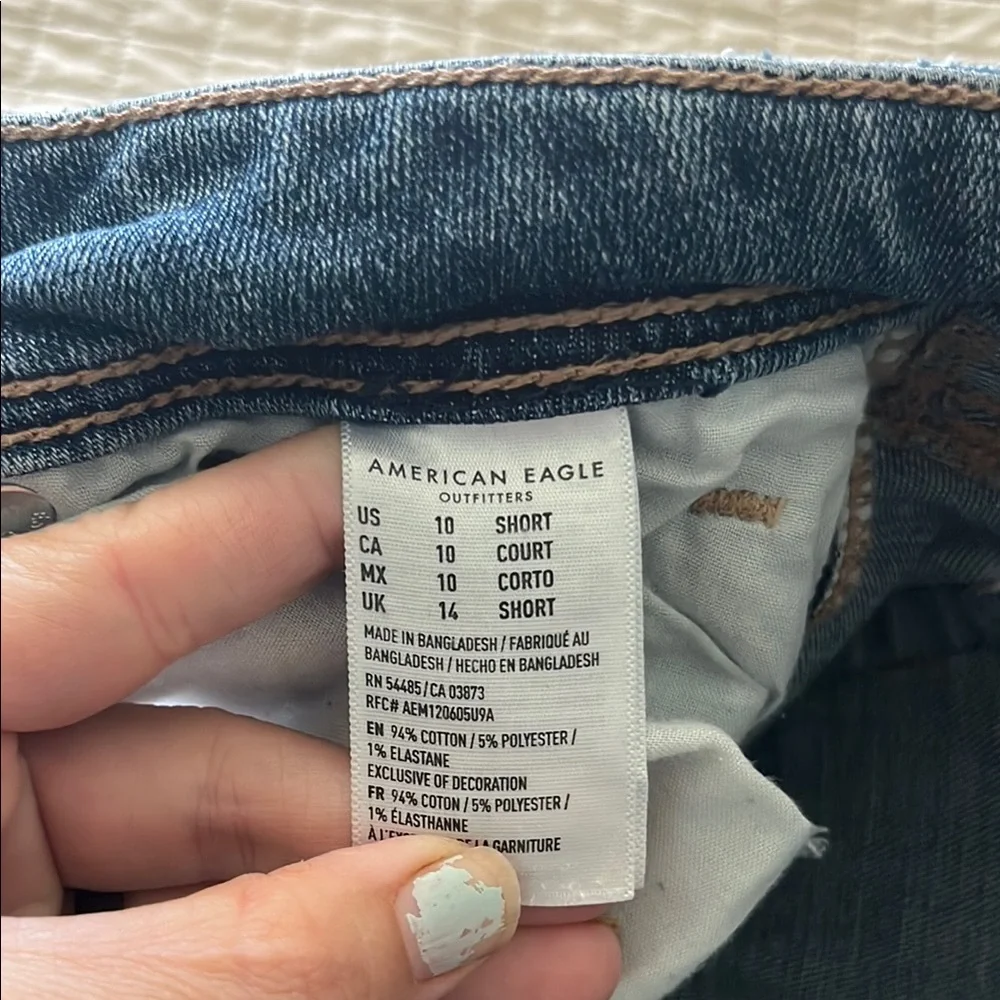 AMERICAN EAGLE
OUTFITTERS
US 10 SHORT
CA 10 COURT
MX 10 CORTO
UK 14 SHORT
MADE IN BANGLADESH / FABRIQUÉ AU
BANGLADESH / HECHO EN BANGLADESH
RN 54485 / CA 03873
RFC# AEM120605U9A
EN 94% COTTON / 5% POLYESTER /
1% ELASTANE
EXCLUSIVE OF DECORATION
FR 94% COTON / 5% POLYESTER /
1% ÉLASTHANNE
GARNITURE